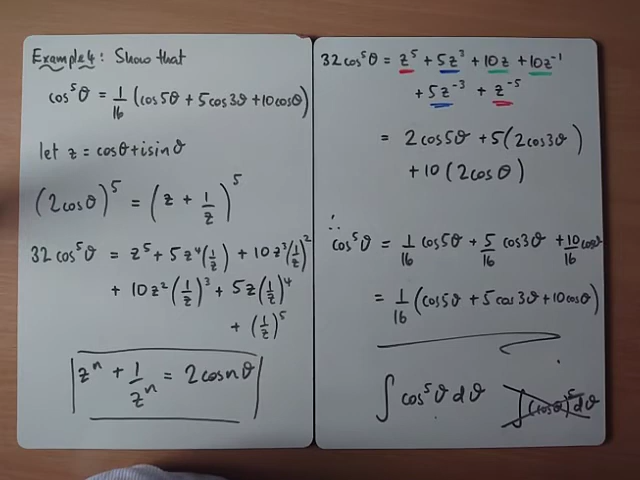 Example 4: Show that
cos⁵θ = 1/16 (cos5θ + 5cos3θ + 10cosθ)
let z = cosθ + isinθ
(2cosθ)⁵ = (z + 1/z)⁵
32 cos⁵θ = z⁵ + 5z⁴(1/z) + 10z³(1/z)²
+ 10z²(1/z)³ + 5z(1/z)⁴
+ (1/z)⁵
zⁿ + 1/zⁿ = 2cosnθ
32cos⁵θ = z⁵ + 5z³ + 10z + 10z⁻¹
+ 5z⁻³ + z⁻⁵
= 2cos5θ + 5(2cos3θ)
+ 10(2cosθ)
∴ cos⁵θ = 1/16 cos5θ + 5/16 cos3θ + 10/16 cosθ
= 1/16 (cos5θ + 5cos3θ + 10cosθ)
∫ cos⁵θ dθ ∫(cosθ)⁵dθ